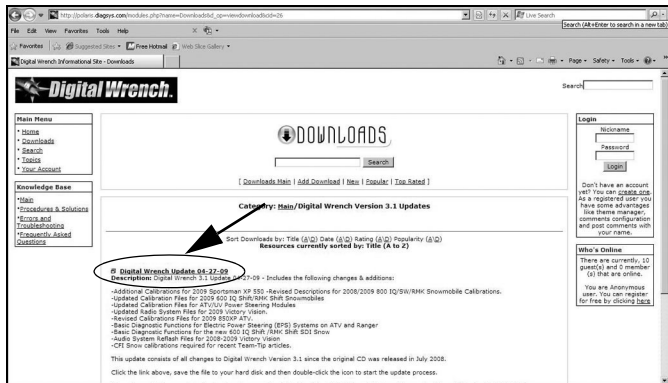 http://polaris.diagsys.com/modules.php?name=Downloads&d_op=viewdownload&cid=26
Live Search
Search (Alt+Enter to search in a new tab)
File Edit View Favorites Tools Help
Favorites Suggested Sites Free Hotmail Web Slice Gallery
Digital Wrench Informational Site - Downloads
Page Safety Tools
Digital Wrench.
Search
Main Menu
• Home
• Downloads
• Search
• Topics
• Your Account
Knowledge Base
•Main
•Procedures & Solutions
•Errors and
Troubleshooting
•Frequently Asked
Questions
DOWNLOADS
Search
[ Downloads Main | Add Download | New | Popular | Top Rated ]
Category: Main/Digital Wrench Version 3.1 Updates
Sort Downloads by: Title (A\D) Date (A\D) Rating (A\D) Popularity (A\D)
Resources currently sorted by: Title (A to Z)
Digital Wrench Update 04-27-09
Description: Digital Wrench 3.1 Update 04-27-09 - Includes the following changes & additions:
-Additional Calibrations for 2009 Sportsman XP 550 -Revised Descriptions for 2008/2009 800 IQ/SW/RMK Snowmobile Calibrations.
-Updated Calibration Files for 2009 600 IQ Shift/RMK Shift Snowmobiles
-Updated Calibration Files for ATV/UV Power Steering Modules
-Updated Radio System Files for 2009 Victory Vision.
-Revised Calibrations Files for 2009 850XP ATV.
-Basic Diagnostic Functions for Electric Power Steering (EPS) Systems on ATV and Ranger
-Basic Diagnostic Functions for the new 600 IQ Shift /RMK Shift SDI Snow
-Audio System Reflash Files for 2008-2009 Victory Vision
-CFI Snow calibrations required for recent Team-Tip articles.
This update consists of all changes to Digital Wrench Version 3.1 since the original CD was released in July 2008.
Click the link above, save the file to your hard disk and then double-click the icon to start the update process.
Login
Nickname
Password
Login
Don't have an account
yet? You can create one.
As a registered user you
have some advantages
like theme manager,
comments configuration
and post comments with
your name.
Who's Online
There are currently, 10
guest(s) and 0 member
(s) that are online.
You are Anonymous
user. You can register
for free by clicking here